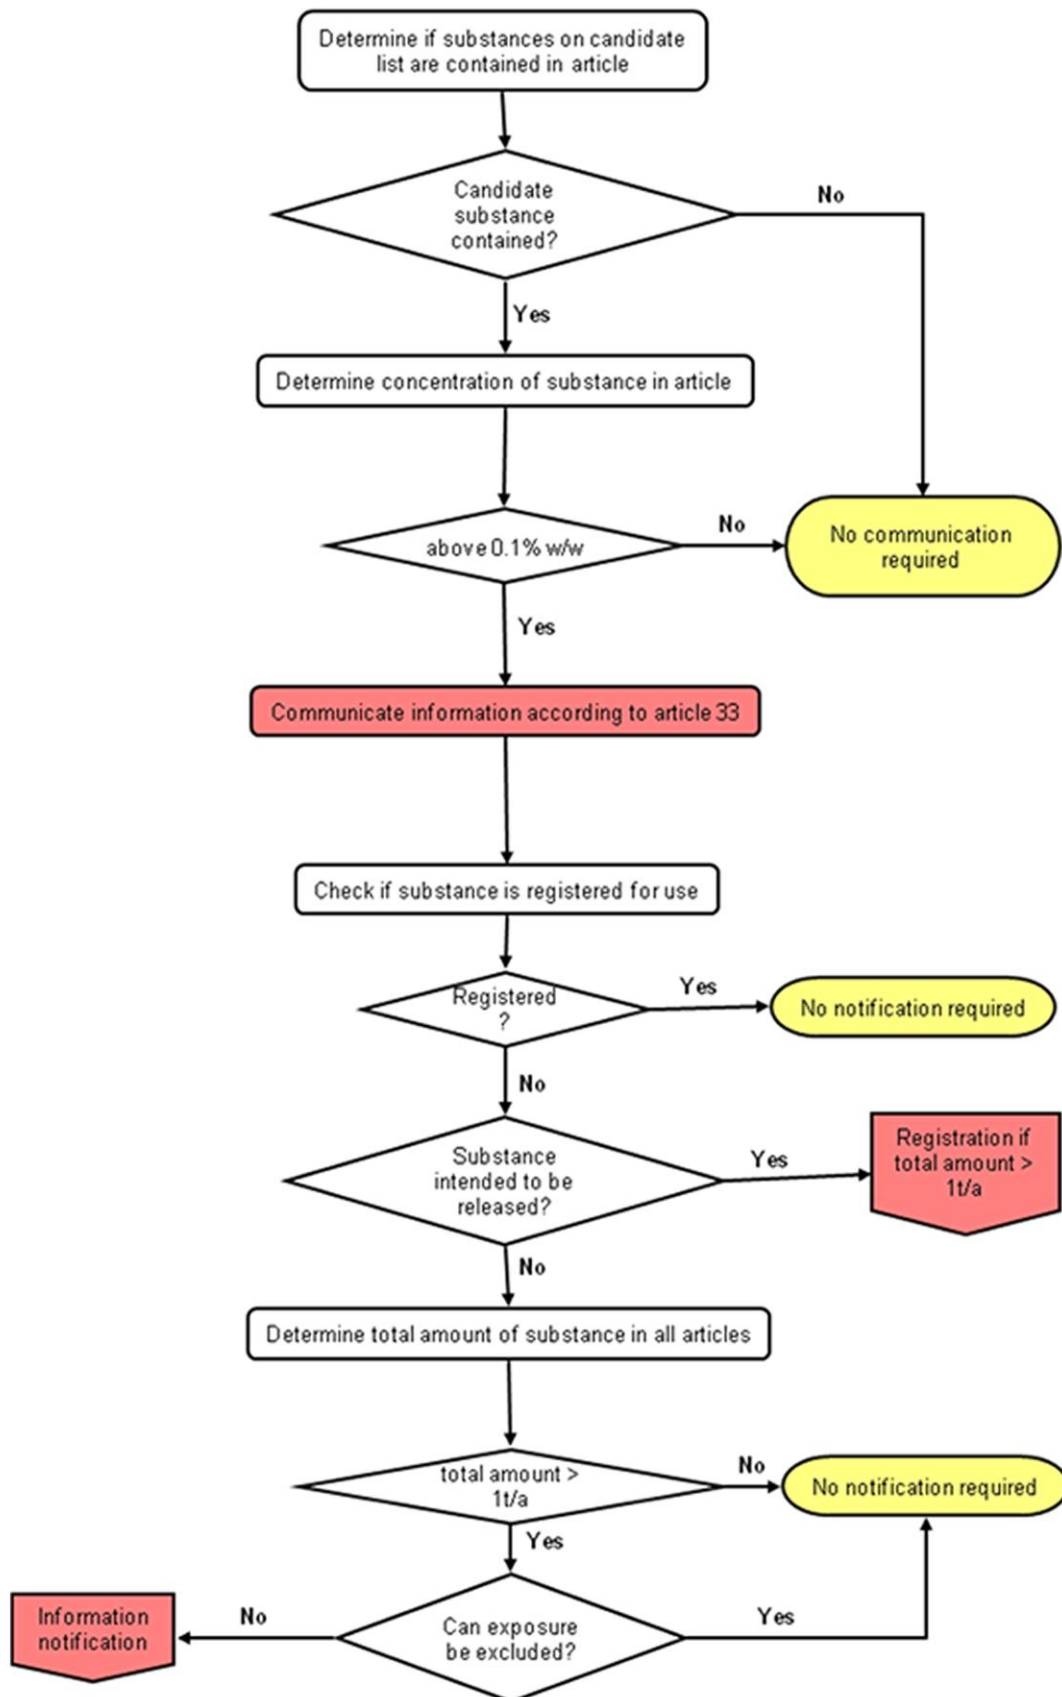 Determine if substances on candidate
list are contained in article
Candidate
substance
contained?
No
Yes
Determine concentration of substance in article
above 0.1% w/w
No
No communication
required
Yes
Communicate information according to article 33
Check if substance is registered for use
Registered
?
Yes
No notification required
No
Substance
intended to be
released?
Yes
Registration if
total amount >
1t/a
No
Determine total amount of substance in all articles
total amount >
1t/a
No
No notification required
Yes
Can exposure
be excluded?
No
Information
notification
Yes